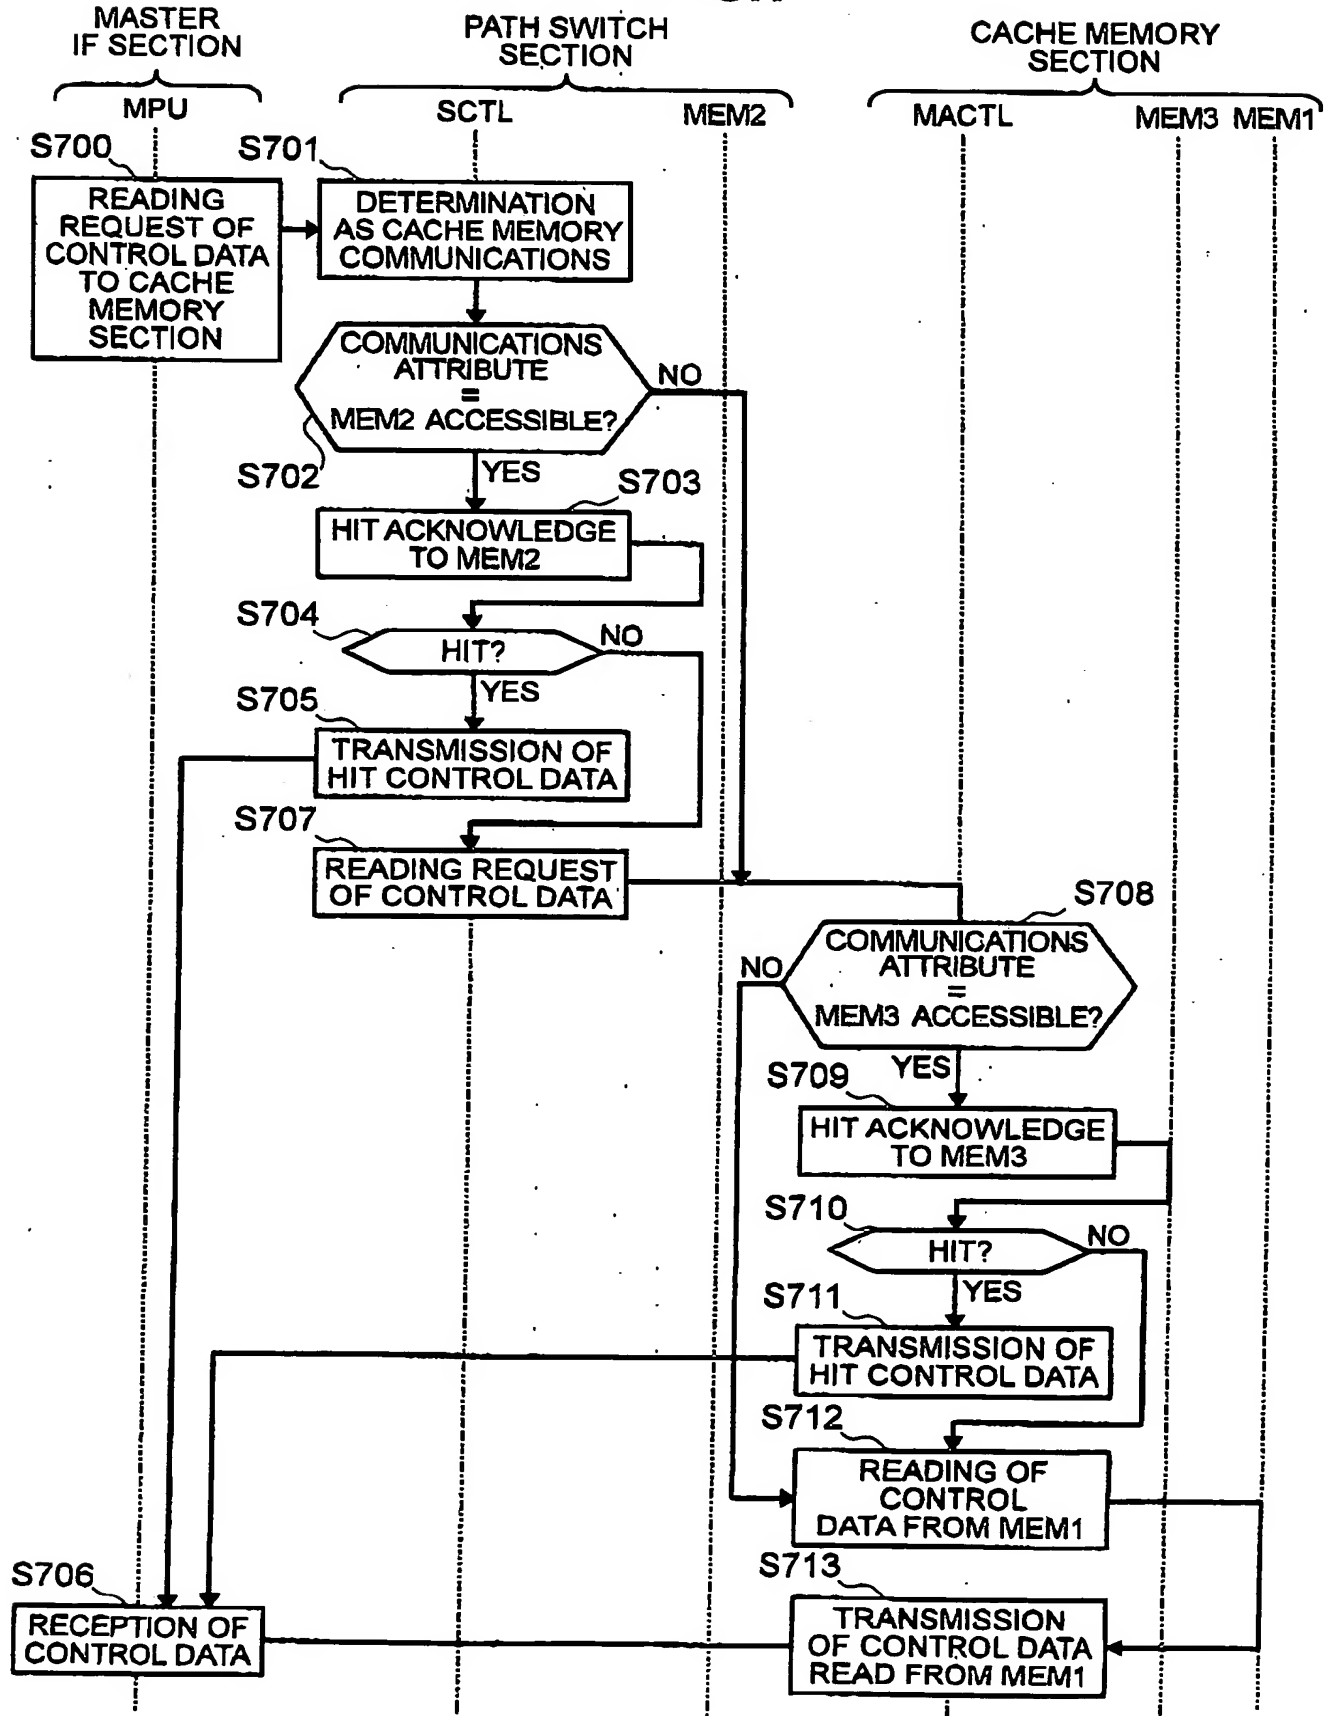 MASTER
IF SECTION
PATH SWITCH
SECTION
CACHE MEMORY
SECTION
MPU
SCTL
MEM2
MACTL
MEM3
MEM1
S700
READING
REQUEST OF
CONTROL DATA
TO CACHE
MEMORY
SECTION
S701
DETERMINATION
AS CACHE MEMORY
COMMUNICATIONS
COMMUNICATIONS
ATTRIBUTE
=
MEM2 ACCESSIBLE?
NO
S702
YES
S703
HIT ACKNOWLEDGE
TO MEM2
S704
HIT?
NO
YES
S705
TRANSMISSION OF
HIT CONTROL DATA
S707
READING REQUEST
OF CONTROL DATA
S708
COMMUNICATIONS
ATTRIBUTE
=
MEM3 ACCESSIBLE?
NO
YES
S709
HIT ACKNOWLEDGE
TO MEM3
S710
HIT?
NO
YES
S711
TRANSMISSION OF
HIT CONTROL DATA
S712
READING OF
CONTROL
DATA FROM MEM1
S713
TRANSMISSION
OF CONTROL DATA
READ FROM MEM1
S706
RECEPTION OF
CONTROL DATA